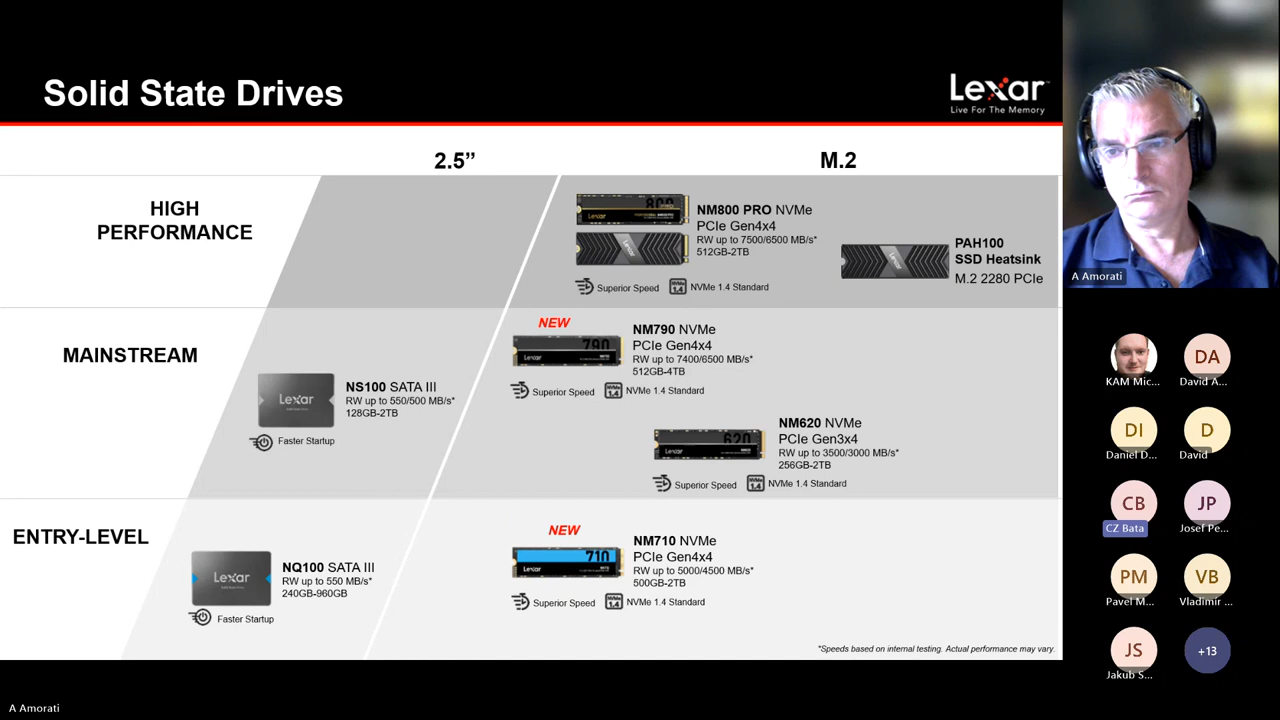 Solid State Drives
Lexar
Live For The Memory
2.5”
M.2
HIGH
PERFORMANCE
NM800 PRO NVMe
PCIe Gen4x4
RW up to 7500/6500 MB/s*
512GB-2TB
Superior Speed
NVMe 1.4 Standard
PAH100
SSD Heatsink
M.2 2280 PCIe
MAINSTREAM
NS100 SATA III
RW up to 550/500 MB/s*
128GB-2TB
Faster Startup
NEW
NM790 NVMe
PCIe Gen4x4
RW up to 7400/6500 MB/s*
512GB-4TB
Superior Speed
NVMe 1.4 Standard
NM620 NVMe
PCIe Gen3x4
RW up to 3500/3000 MB/s*
256GB-2TB
Superior Speed
NVMe 1.4 Standard
ENTRY-LEVEL
NQ100 SATA III
RW up to 550 MB/s*
240GB-960GB
Faster Startup
NEW
NM710 NVMe
PCIe Gen4x4
RW up to 5000/4500 MB/s*
500GB-2TB
Superior Speed
NVMe 1.4 Standard
*Speeds based on internal testing. Actual performance may vary.
A Amorati
A Amorati
KAM Mic...
DA
David A...
DI
Daniel D...
D
David
CB
CZ Bata
JP
Josef Pe...
PM
Pavel M...
VB
Vladimir ...
JS
Jakub S...
+13